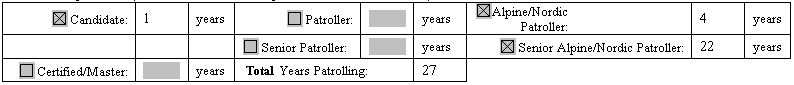 Candidate: 1 years Patroller: years Alpine/Nordic Patroller: 4 years
Senior Patroller: years Senior Alpine/Nordic Patroller: 22 years
Certified/Master: years Total Years Patrolling: 27